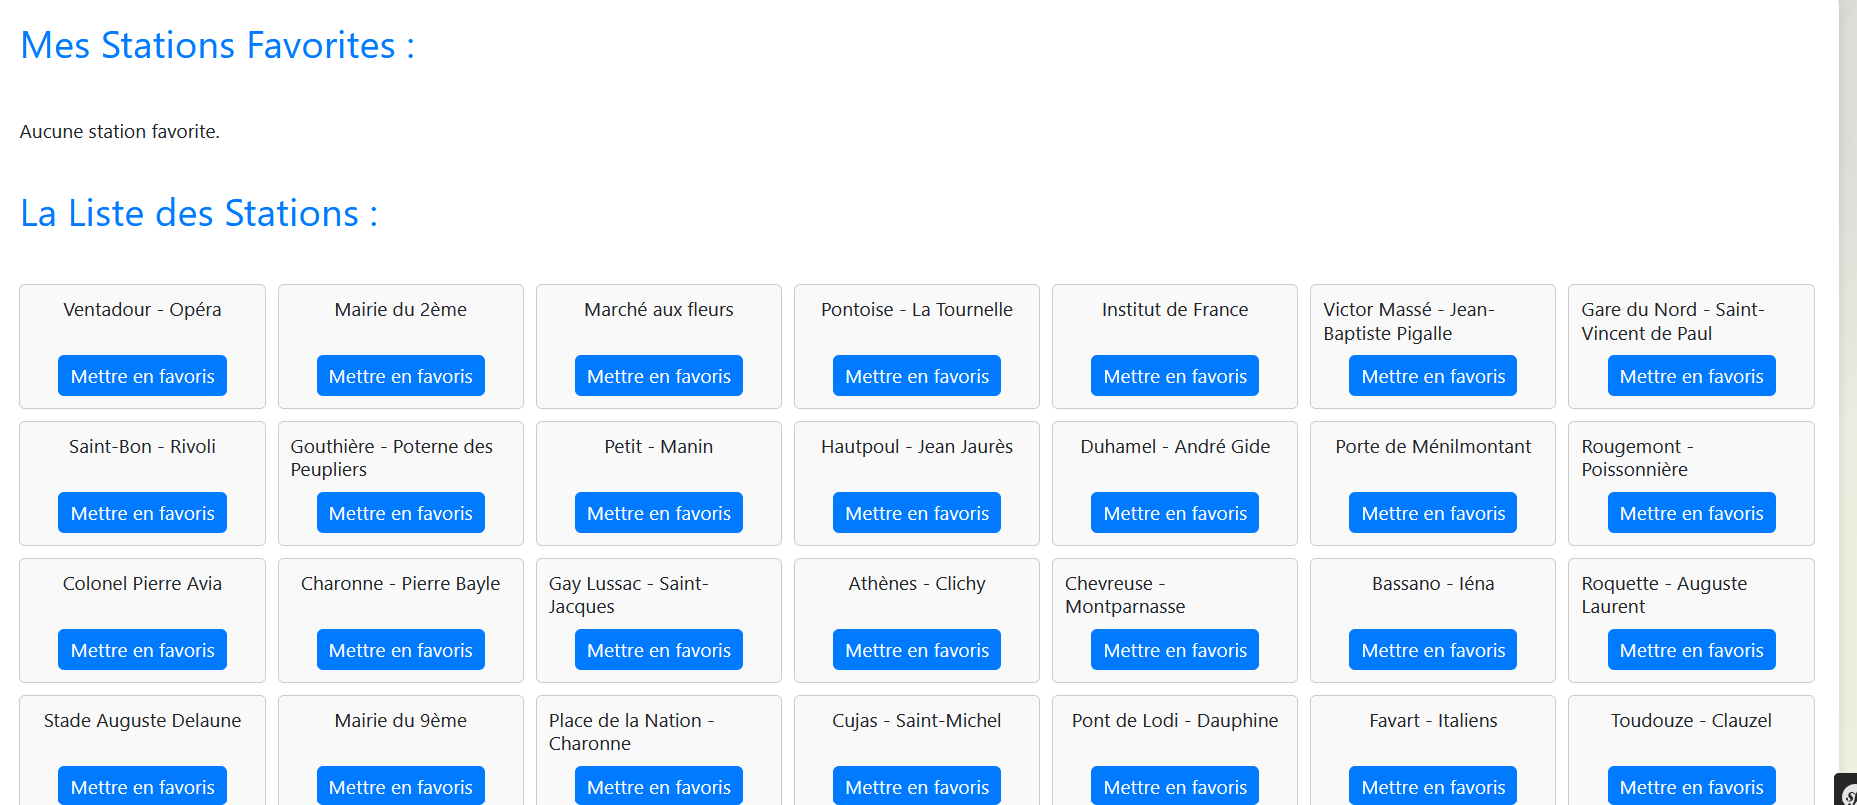 Mes Stations Favorites :
Aucune station favorite.
La Liste des Stations :
Ventadour - Opéra
Mettre en favoris
Mairie du 2ème
Mettre en favoris
Marché aux fleurs
Mettre en favoris
Pontoise - La Tournelle
Mettre en favoris
Institut de France
Mettre en favoris
Victor Massé - Jean-
Baptiste Pigalle
Mettre en favoris
Gare du Nord - Saint-
Vincent de Paul
Mettre en favoris
Saint-Bon - Rivoli
Mettre en favoris
Gouthière - Poterne des
Peupliers
Mettre en favoris
Petit - Manin
Mettre en favoris
Hautpoul - Jean Jaurès
Mettre en favoris
Duhamel - André Gide
Mettre en favoris
Porte de Ménilmontant
Mettre en favoris
Rougemont -
Poissonnière
Mettre en favoris
Colonel Pierre Avia
Mettre en favoris
Charonne - Pierre Bayle
Mettre en favoris
Gay Lussac - Saint-
Jacques
Mettre en favoris
Athènes - Clichy
Mettre en favoris
Chevreuse -
Montparnasse
Mettre en favoris
Bassano - Iéna
Mettre en favoris
Roquette - Auguste
Laurent
Mettre en favoris
Stade Auguste Delaune
Mettre en favoris
Mairie du 9ème
Mettre en favoris
Place de la Nation -
Charonne
Mettre en favoris
Cujas - Saint-Michel
Mettre en favoris
Pont de Lodi - Dauphine
Mettre en favoris
Favart - Italiens
Mettre en favoris
Toudouze - Clauzel
Mettre en favoris